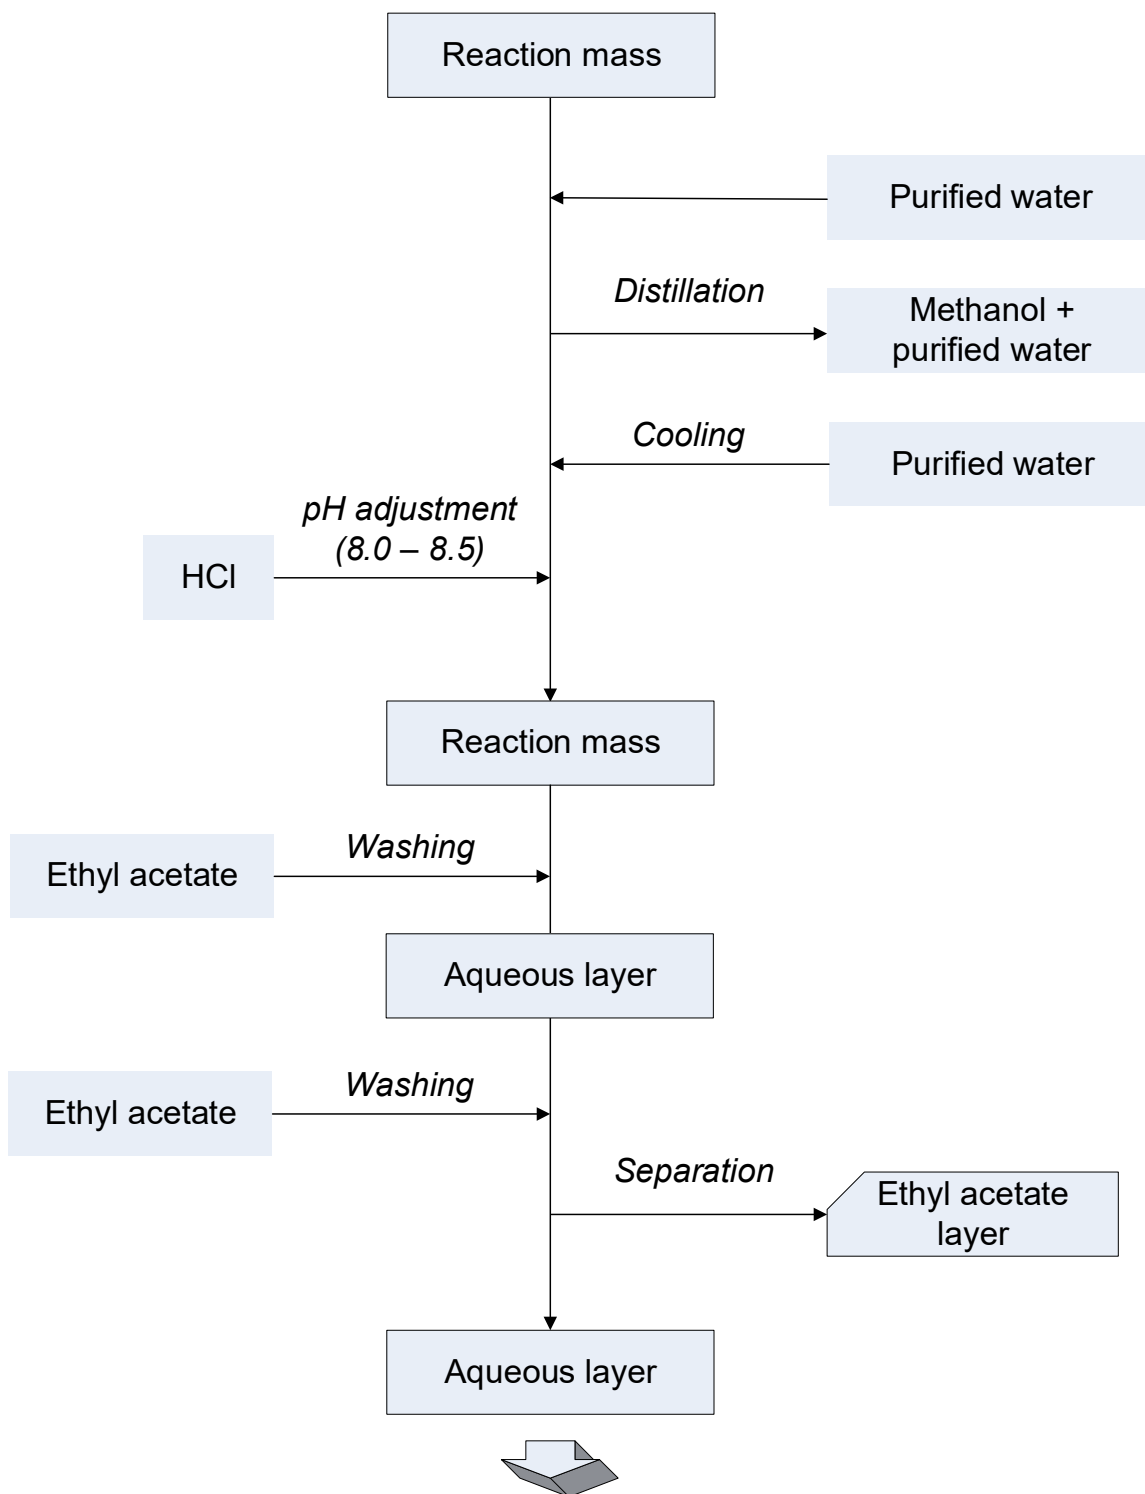 Reaction mass
Purified water
Distillation
Methanol +
purified water
Cooling
Purified water
pH adjustment
(8.0 – 8.5)
HCl
Reaction mass
Washing
Ethyl acetate
Aqueous layer
Washing
Ethyl acetate
Separation
Ethyl acetate
layer
Aqueous layer